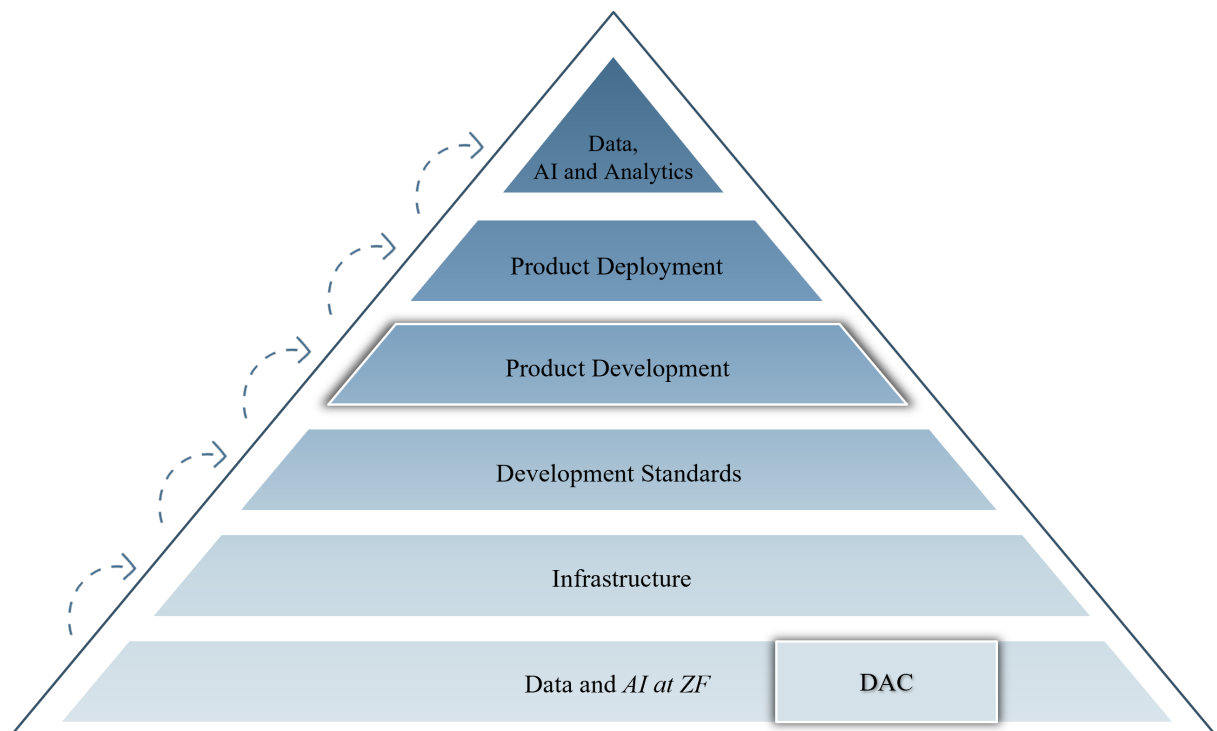 Data,
AI and Analytics
Product Deployment
Product Development
Development Standards
Infrastructure
Data and AI at ZF
DAC